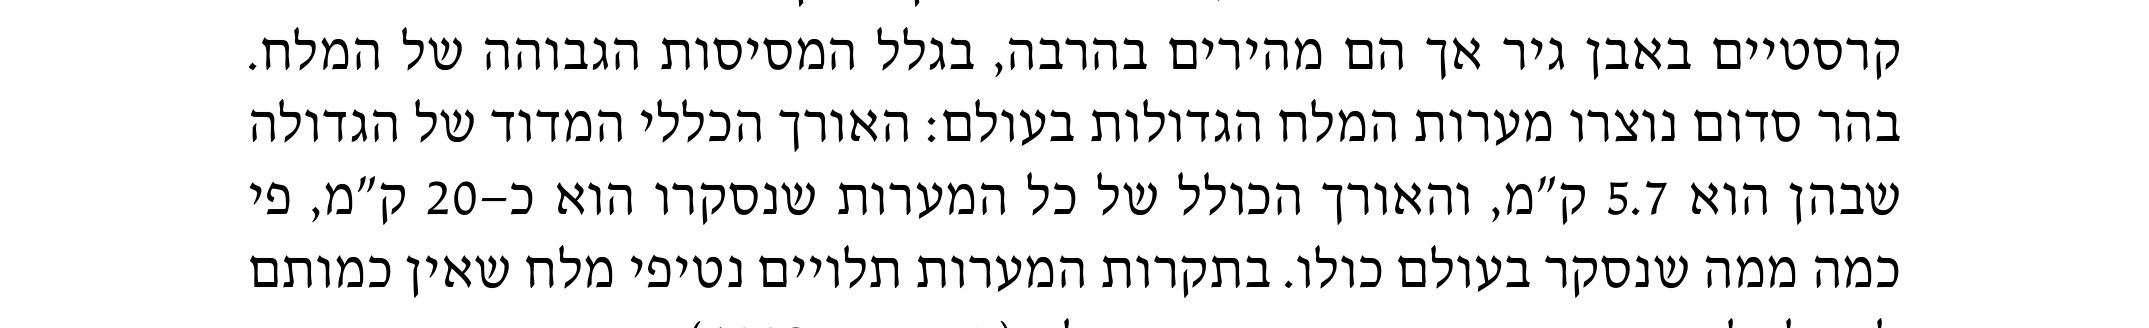 קרסטיים באבן גיר אך הם מהירים בהרבה, בגלל המסיסות הגבוהה של המלח.
בהר סדום נוצרו מערות המלח הגדולות בעולם: האורך הכללי המדוד של הגדולה
שבהן הוא 5.7 ק״מ, והאורך הכולל של כל המערות שנסקרו הוא כ–20 ק״מ, פי
כמה ממה שנסקר בעולם כולו. בתקרות המערות תלויים נטיפי מלח שאין כמותם